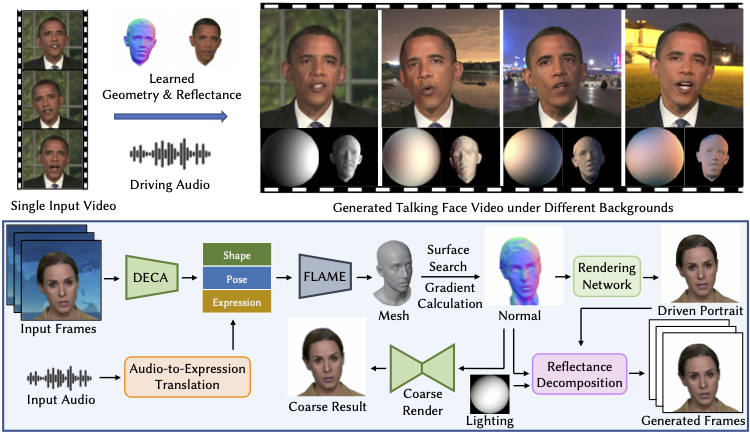 Learned
Geometry & Reflectance
Driving Audio
Single Input Video
Generated Talking Face Video under Different Backgrounds
DECA
Shape
Pose
Expression
FLAME
Surface
Search
Gradient
Calculation
Rendering
Network
Input Frames
Mesh
Normal
Driven Portrait
Audio-to-Expression
Translation
Input Audio
Coarse Result
Coarse
Render
Lighting
Reflectance
Decomposition
Generated Frames